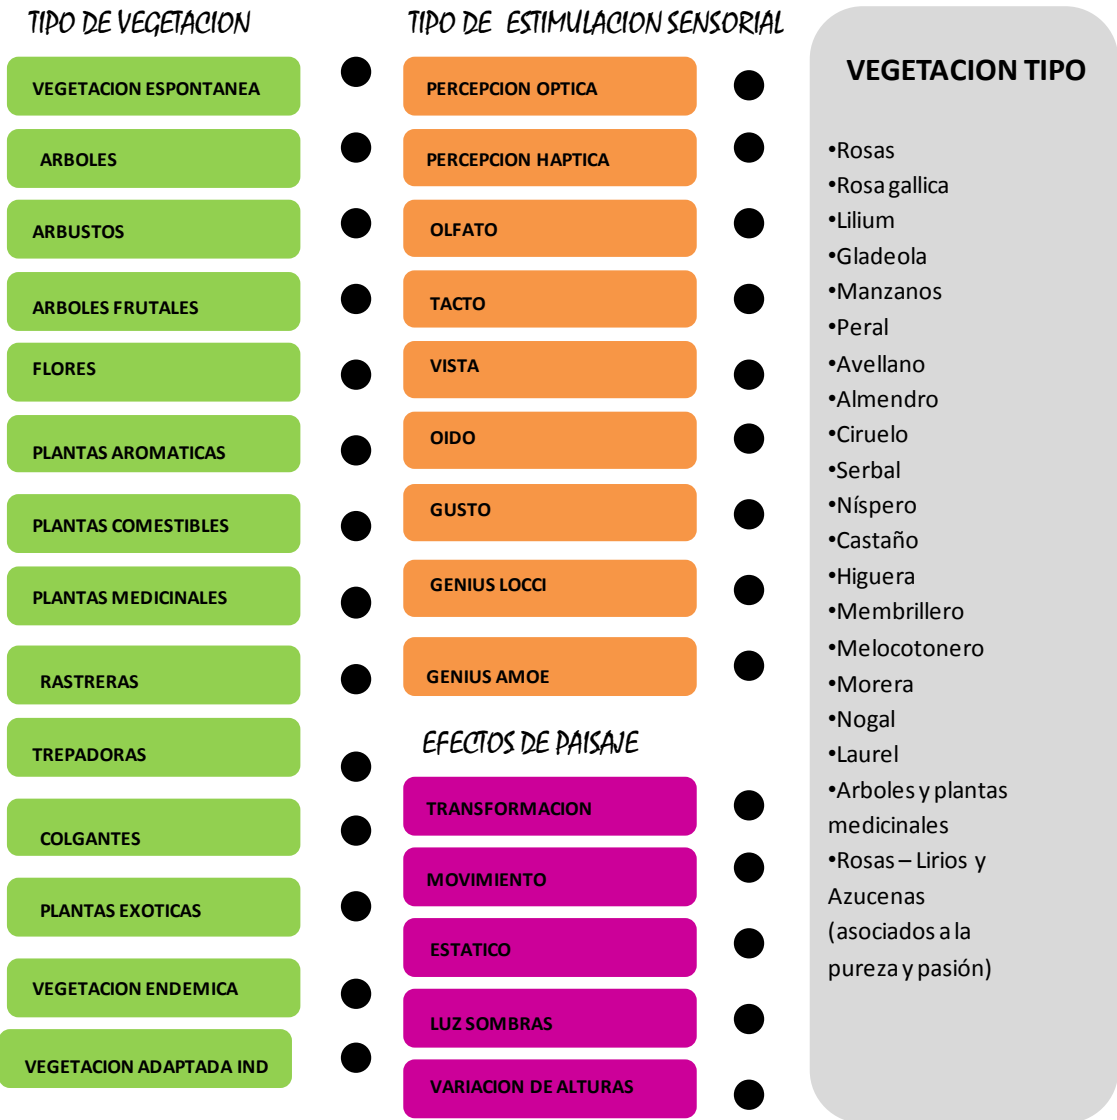 TIPO DE VEGETACION
VEGETACION ESPONTANEA
ARBOLES
ARBUSTOS
ARBOLES FRUTALES
FLORES
PLANTAS AROMATICAS
PLANTAS COMESTIBLES
PLANTAS MEDICINALES
RASTRERAS
TREPADORAS
COLGANTES
PLANTAS EXOTICAS
VEGETACION ENDEMICA
VEGETACION ADAPTADA IND
TIPO DE ESTIMULACION SENSORIAL
PERCEPCION OPTICA
PERCEPCION HAPTICA
OLFATO
TACTO
VISTA
OIDO
GUSTO
GENIUS LOCCI
GENIUS AMOE
EFECTOS DE PAISAJE
TRANSFORMACION
MOVIMIENTO
ESTATICO
LUZ SOMBRAS
VARIACION DE ALTURAS
VEGETACION TIPO
•Rosas
•Rosa gallica
•Lilium
•Gladeola
•Manzanos
•Peral
•Avellano
•Almendro
•Ciruelo
•Serbal
•Níspero
•Castaño
•Higuera
•Membrillero
•Melocotonero
•Morera
•Nogal
•Laurel
•Arboles y plantas
medicinales
•Rosas – Lirios y
Azucenas
(asociados a la
pureza y pasión)